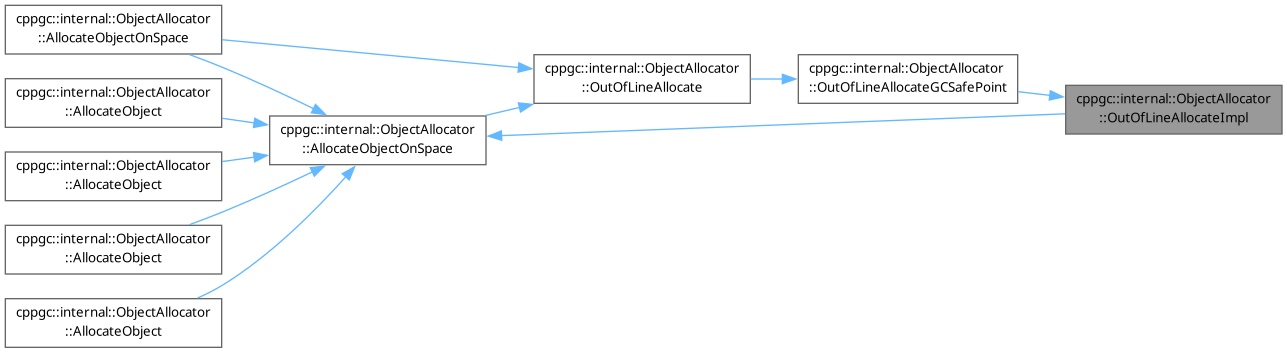 cppgc::internal::ObjectAllocator
::AllocateObjectOnSpace
cppgc::internal::ObjectAllocator
::AllocateObject
cppgc::internal::ObjectAllocator
::AllocateObject
cppgc::internal::ObjectAllocator
::AllocateObject
cppgc::internal::ObjectAllocator
::AllocateObject
cppgc::internal::ObjectAllocator
::AllocateObjectOnSpace
cppgc::internal::ObjectAllocator
::OutOfLineAllocate
cppgc::internal::ObjectAllocator
::OutOfLineAllocateGCSafePoint
cppgc::internal::ObjectAllocator
::OutOfLineAllocateImpl